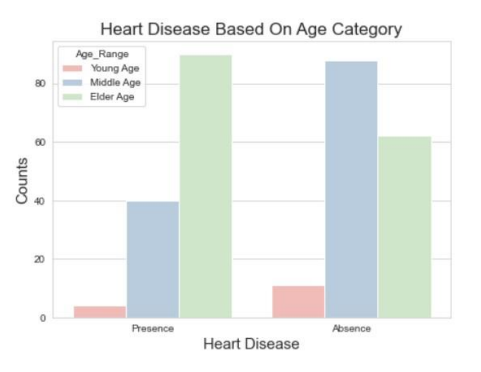 Heart Disease Based On Age Category
Age_Range
Young Age
Middle Age
Elder Age
Counts
80
60
40
20
0
Presence
Absence
Heart Disease